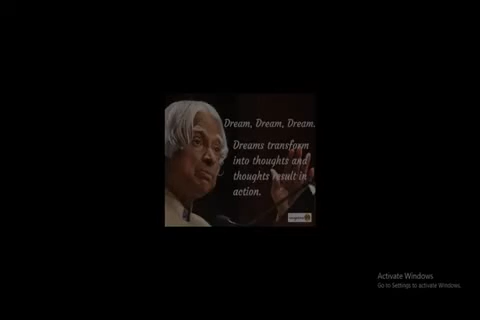 Dream, Dream, Dream.
Dreams transform
into thoughts and
thoughts result in
action.
Activate Windows
Go to Settings to activate Windows.